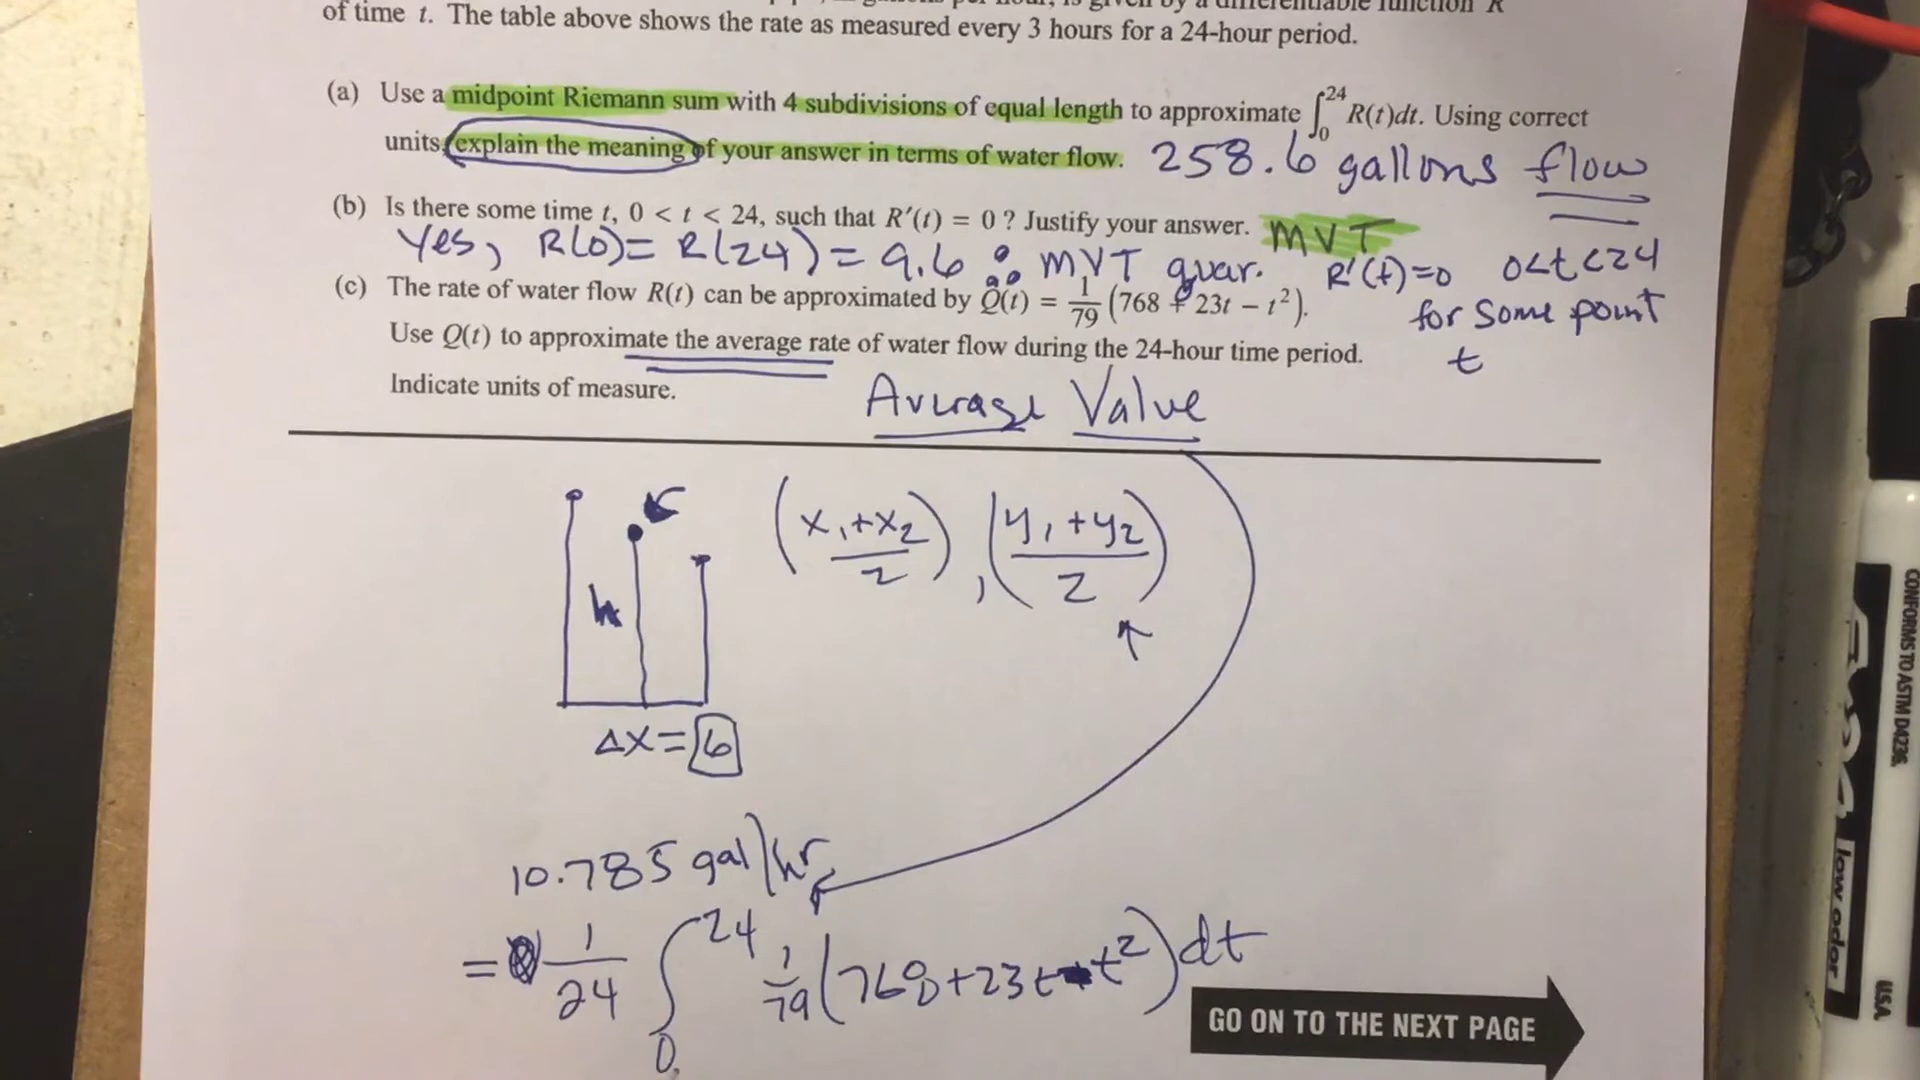 of time t. The table above shows the rate as measured every 3 hours for a 24-hour period.
(a) Use a midpoint Riemann sum with 4 subdivisions of equal length to approximate ∫₀²⁴ R(t)dt. Using correct
units, explain the meaning of your answer in terms of water flow. 258.6 gallons flow
(b) Is there some time t, 0 < t < 24, such that R′(t) = 0 ? Justify your answer. MVT
Yes, R(0)= R(24) = 9.6 ∴ MVT guar. R'(t)=0 0<t<24
for some point
t
(c) The rate of water flow R(t) can be approximated by Q(t) = 1/79 (768 + 23t − t²).
Use Q(t) to approximate the average rate of water flow during the 24-hour time period.
Indicate units of measure.
Average Value
h
(x₁+x₂)/2 , (y₁+y₂)/2
Δx = 6
10.785 gal/hr
= 1/24 ∫₀²⁴ 1/79 (768+23t-t²)dt
GO ON TO THE NEXT PAGE
CONFORMS TO ASTM D4236
low odor
USA